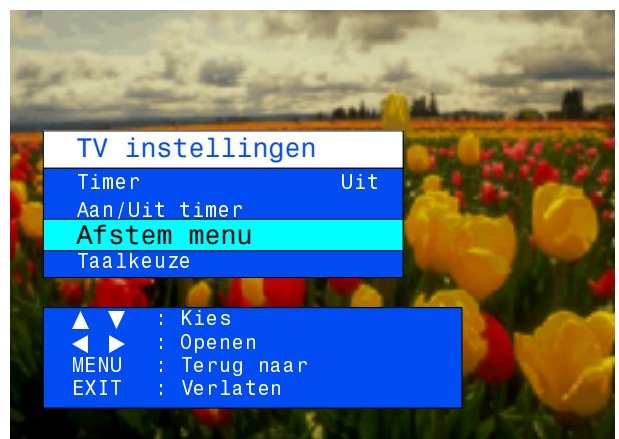 TV instellingen
Timer Uit
Aan/Uit timer
Afstem menu
Taalkeuze
▲ ▼ : Kies
◀ ▶ : Openen
MENU : Terug naar
EXIT : Verlaten